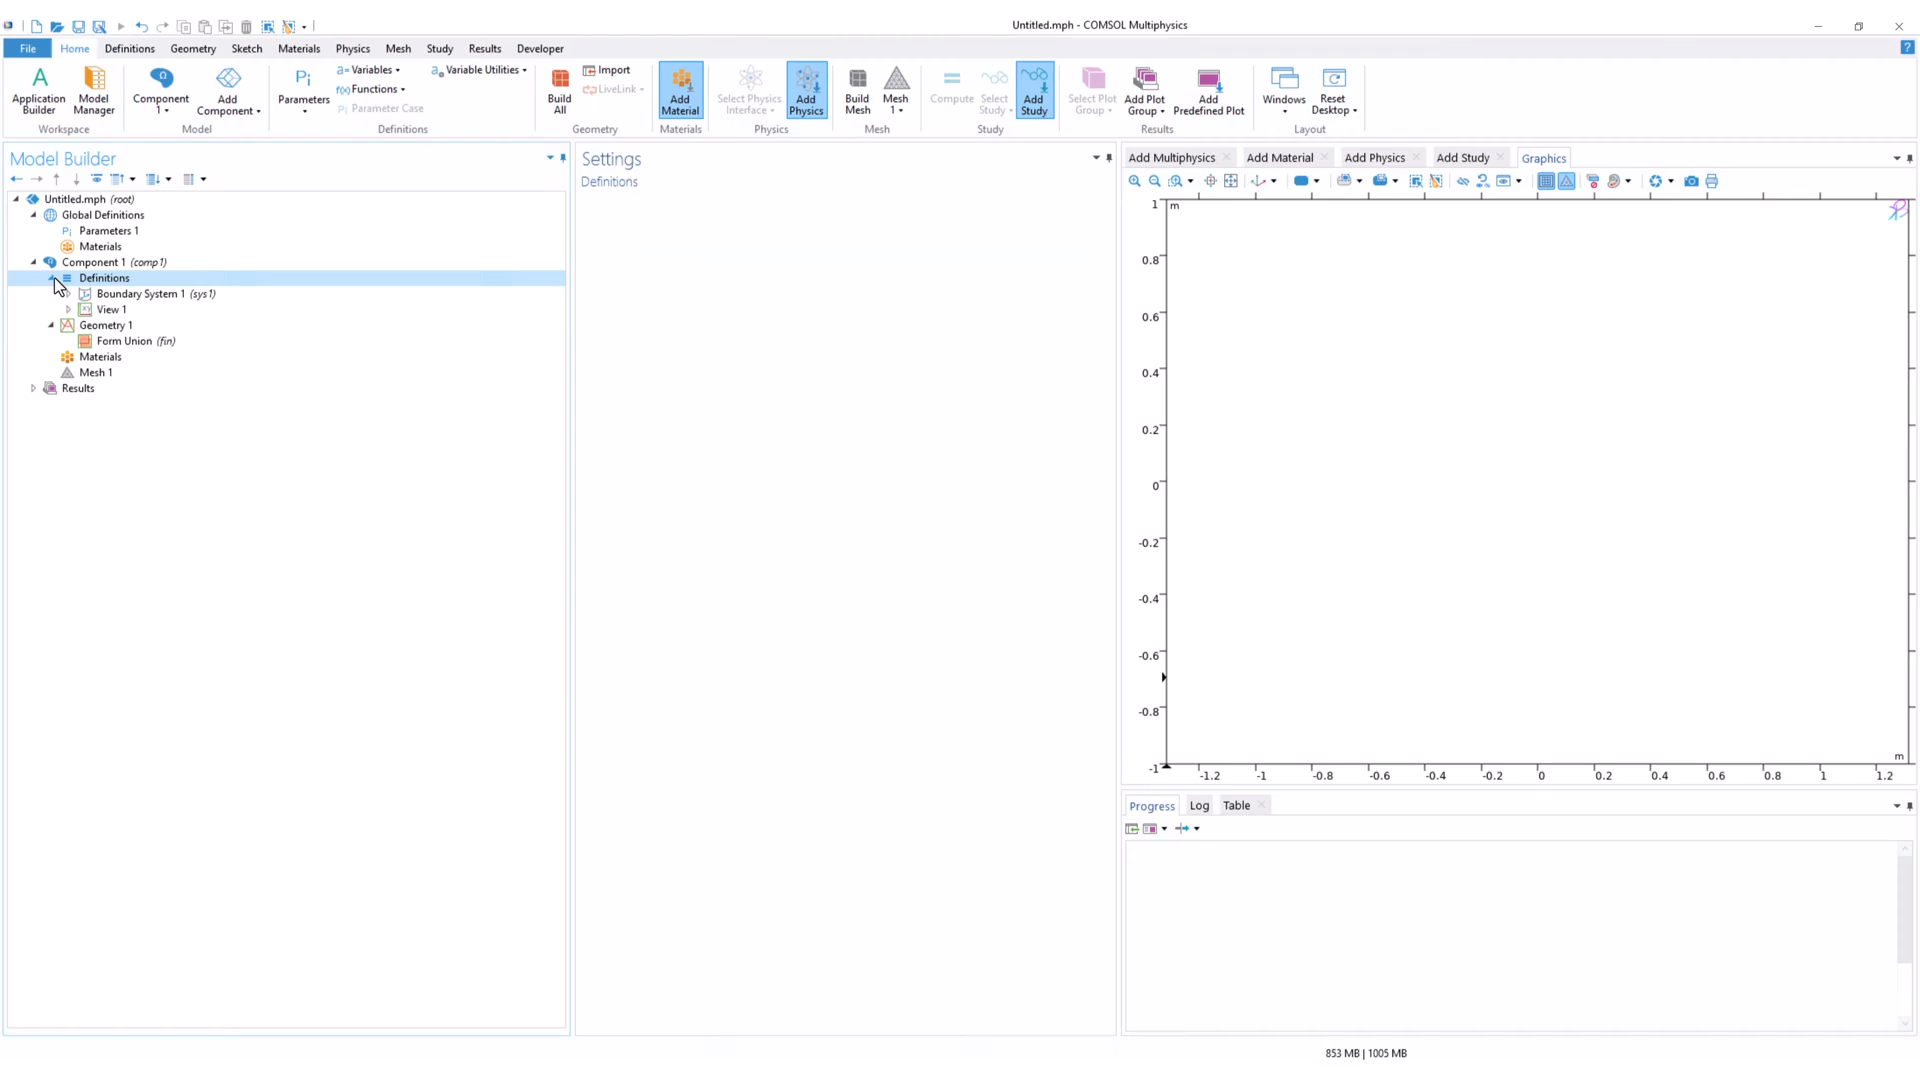 Untitled.mph - COMSOL Multiphysics
File Home Definitions Geometry Sketch Materials Physics Mesh Study Results Developer
Application Builder
Model Manager
Workspace
Component 1
Add Component
Model
Parameters
a= Variables
f(x) Functions
Pi Parameter Case
Variable Utilities
Definitions
Build All
Import
LiveLink
Geometry
Add Material
Materials
Select Physics Interface
Add Physics
Physics
Build Mesh
Mesh 1
Mesh
Compute
Select Study
Add Study
Study
Select Plot Group
Add Plot Group
Add Predefined Plot
Results
Windows
Reset Desktop
Layout
Model Builder
Untitled.mph (root)
Global Definitions
Pi Parameters 1
Materials
Component 1 (comp1)
Definitions
Boundary System 1 (sys1)
View 1
Geometry 1
Form Union (fin)
Materials
Mesh 1
Results
Settings
Definitions
Add Multiphysics Add Material Add Physics Add Study Graphics
1 m
0.8
0.6
0.4
0.2
0
-0.2
-0.4
-0.6
-0.8
-1
m
-1.2 -1 -0.8 -0.6 -0.4 -0.2 0 0.2 0.4 0.6 0.8 1 1.2
Progress Log Table
853 MB | 1005 MB